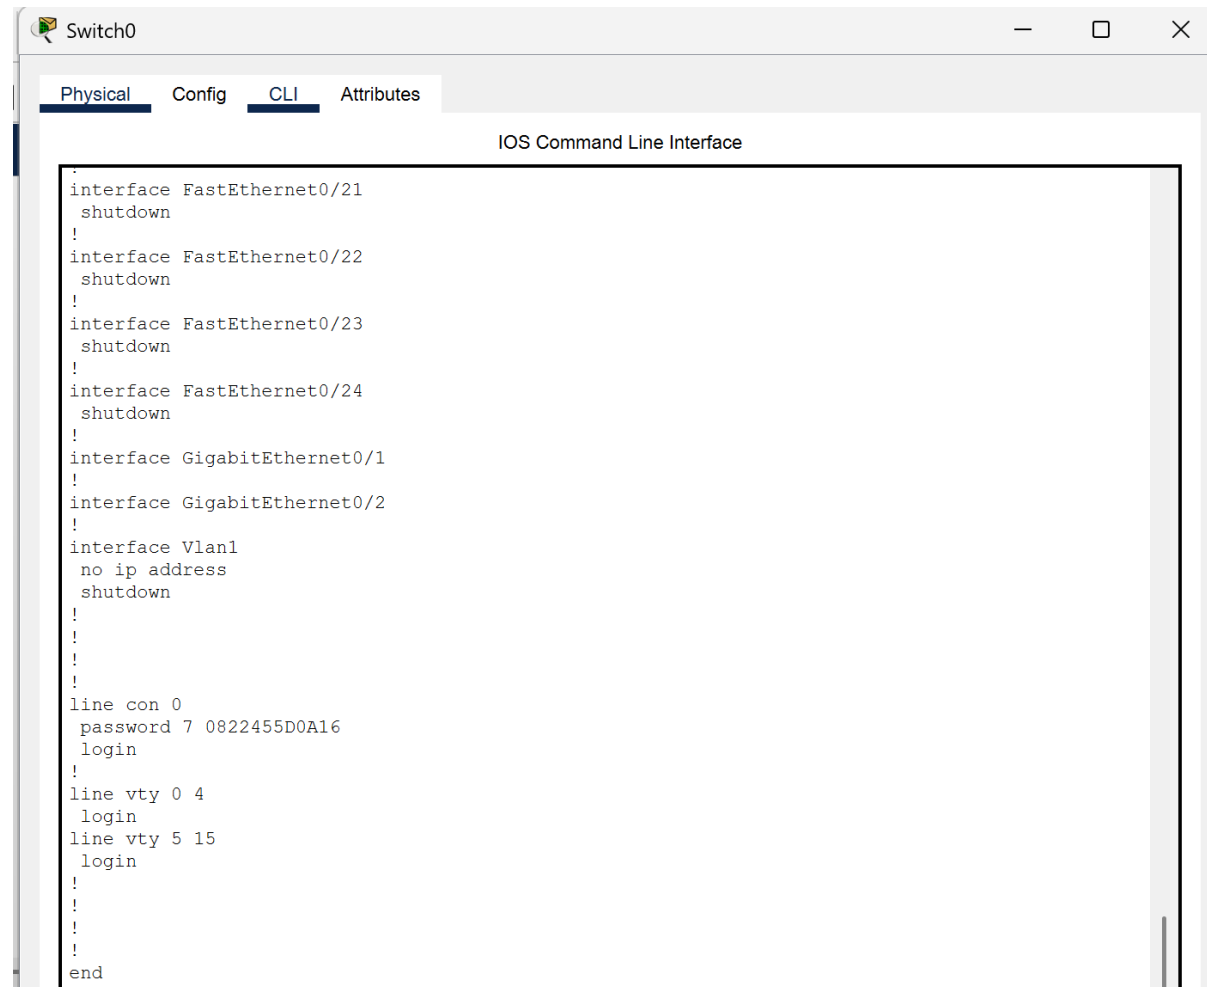 Switch0
Physical Config CLI Attributes
IOS Command Line Interface
!
interface FastEthernet0/21
 shutdown
!
interface FastEthernet0/22
 shutdown
!
interface FastEthernet0/23
 shutdown
!
interface FastEthernet0/24
 shutdown
!
interface GigabitEthernet0/1
!
interface GigabitEthernet0/2
!
interface Vlan1
 no ip address
 shutdown
!
!
!
!
line con 0
 password 7 0822455D0A16
 login
!
line vty 0 4
 login
line vty 5 15
 login
!
!
!
!
end